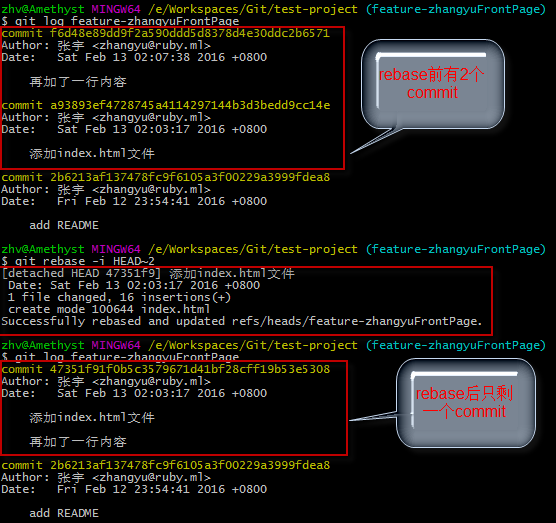 zhv@Amethyst MINGW64 /e/Workspaces/Git/test-project (feature-zhangyuFrontPage)
$ git log feature-zhangyuFrontPage
commit f6d48e89dd9f2a590ddd5d8378d4e30ddc2b6571
Author: 张宇 <zhangyu@ruby.ml>
Date:   Sat Feb 13 02:07:38 2016 +0800
再加了一行内容
commit a93893ef4728745a4114297144b3d3bedd9cc14e
Author: 张宇 <zhangyu@ruby.ml>
Date:   Sat Feb 13 02:03:17 2016 +0800
添加index.html文件
rebase前有2个
commit
commit 2b6213af137478fc9f6105a3f00229a3999fdea8
Author: 张宇 <zhangyu@ruby.ml>
Date:   Fri Feb 12 23:54:41 2016 +0800
add README
zhv@Amethyst MINGW64 /e/Workspaces/Git/test-project (feature-zhangyuFrontPage)
$ git rebase -i HEAD~2
[detached HEAD 47351f9] 添加index.html文件
Date: Sat Feb 13 02:03:17 2016 +0800
1 file changed, 16 insertions(+)
create mode 100644 index.html
Successfully rebased and updated refs/heads/feature-zhangyuFrontPage.
zhv@Amethyst MINGW64 /e/Workspaces/Git/test-project (feature-zhangyuFrontPage)
$ git log feature-zhangyuFrontPage
commit 47351f91f0b5c3579671d41bf28cff19b53e5308
Author: 张宇 <zhangyu@ruby.ml>
Date:   Sat Feb 13 02:03:17 2016 +0800
添加index.html文件
再加了一行内容
rebase后只剩
一个commit
commit 2b6213af137478fc9f6105a3f00229a3999fdea8
Author: 张宇 <zhangyu@ruby.ml>
Date:   Fri Feb 12 23:54:41 2016 +0800
add README